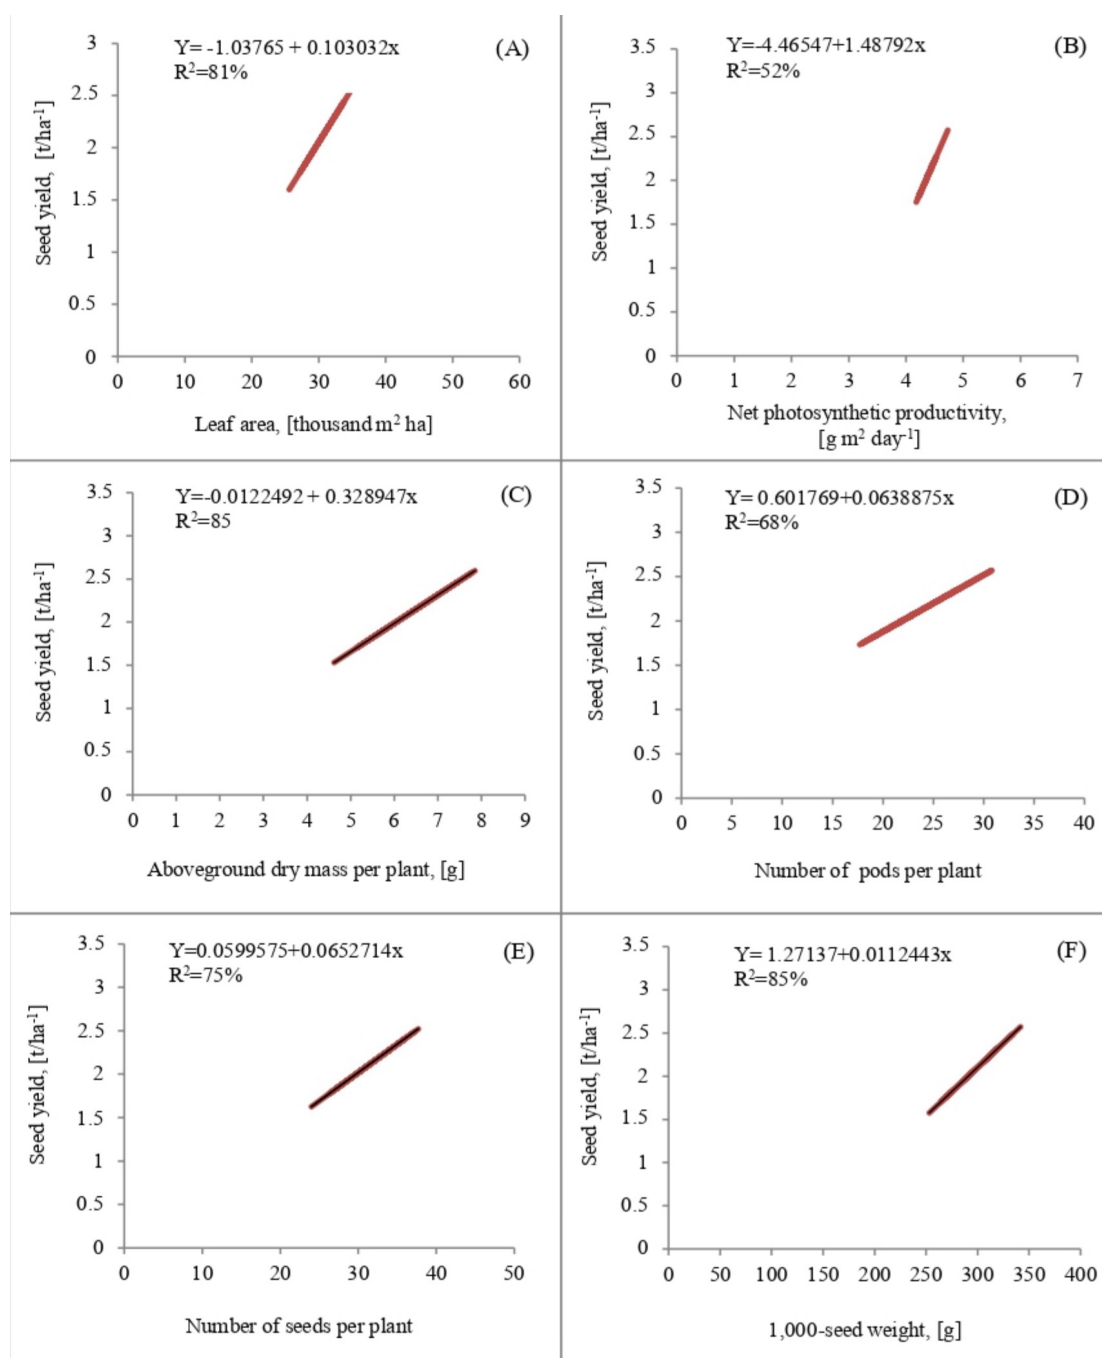 Y= -1.03765 + 0.103032x
R²=81%
(A)
3
2.5
2
1.5
1
0.5
0
Seed yield, [t/ha⁻¹]
0 10 20 30 40 50 60
Leaf area, [thousand m² ha]
Y=-4.46547+1.48792x
R²=52%
(B)
3.5
3
2.5
2
1.5
1
0.5
0
Seed yield, [t/ha⁻¹]
0 1 2 3 4 5 6 7
Net photosynthetic productivity,
[g m² day⁻¹]
Y=-0.0122492 + 0.328947x
R²=85
(C)
3.5
3
2.5
2
1.5
1
0.5
0
Seed yield, [t/ha⁻¹]
0 1 2 3 4 5 6 7 8 9
Aboveground dry mass per plant, [g]
Y= 0.601769+0.0638875x
R²=68%
(D)
3.5
3
2.5
2
1.5
1
0.5
0
Seed yield, [t/ha⁻¹]
0 5 10 15 20 25 30 35 40
Number of pods per plant
Y=0.0599575+0.0652714x
R²=75%
(E)
3.5
3
2.5
2
1.5
1
0.5
0
Seed yield, [t/ha⁻¹]
0 10 20 30 40 50
Number of seeds per plant
Y= 1.27137+0.0112443x
R²=85%
(F)
3.5
3
2.5
2
1.5
1
0.5
0
Seed yield, [t/ha⁻¹]
0 50 100 150 200 250 300 350 400
1,000-seed weight, [g]